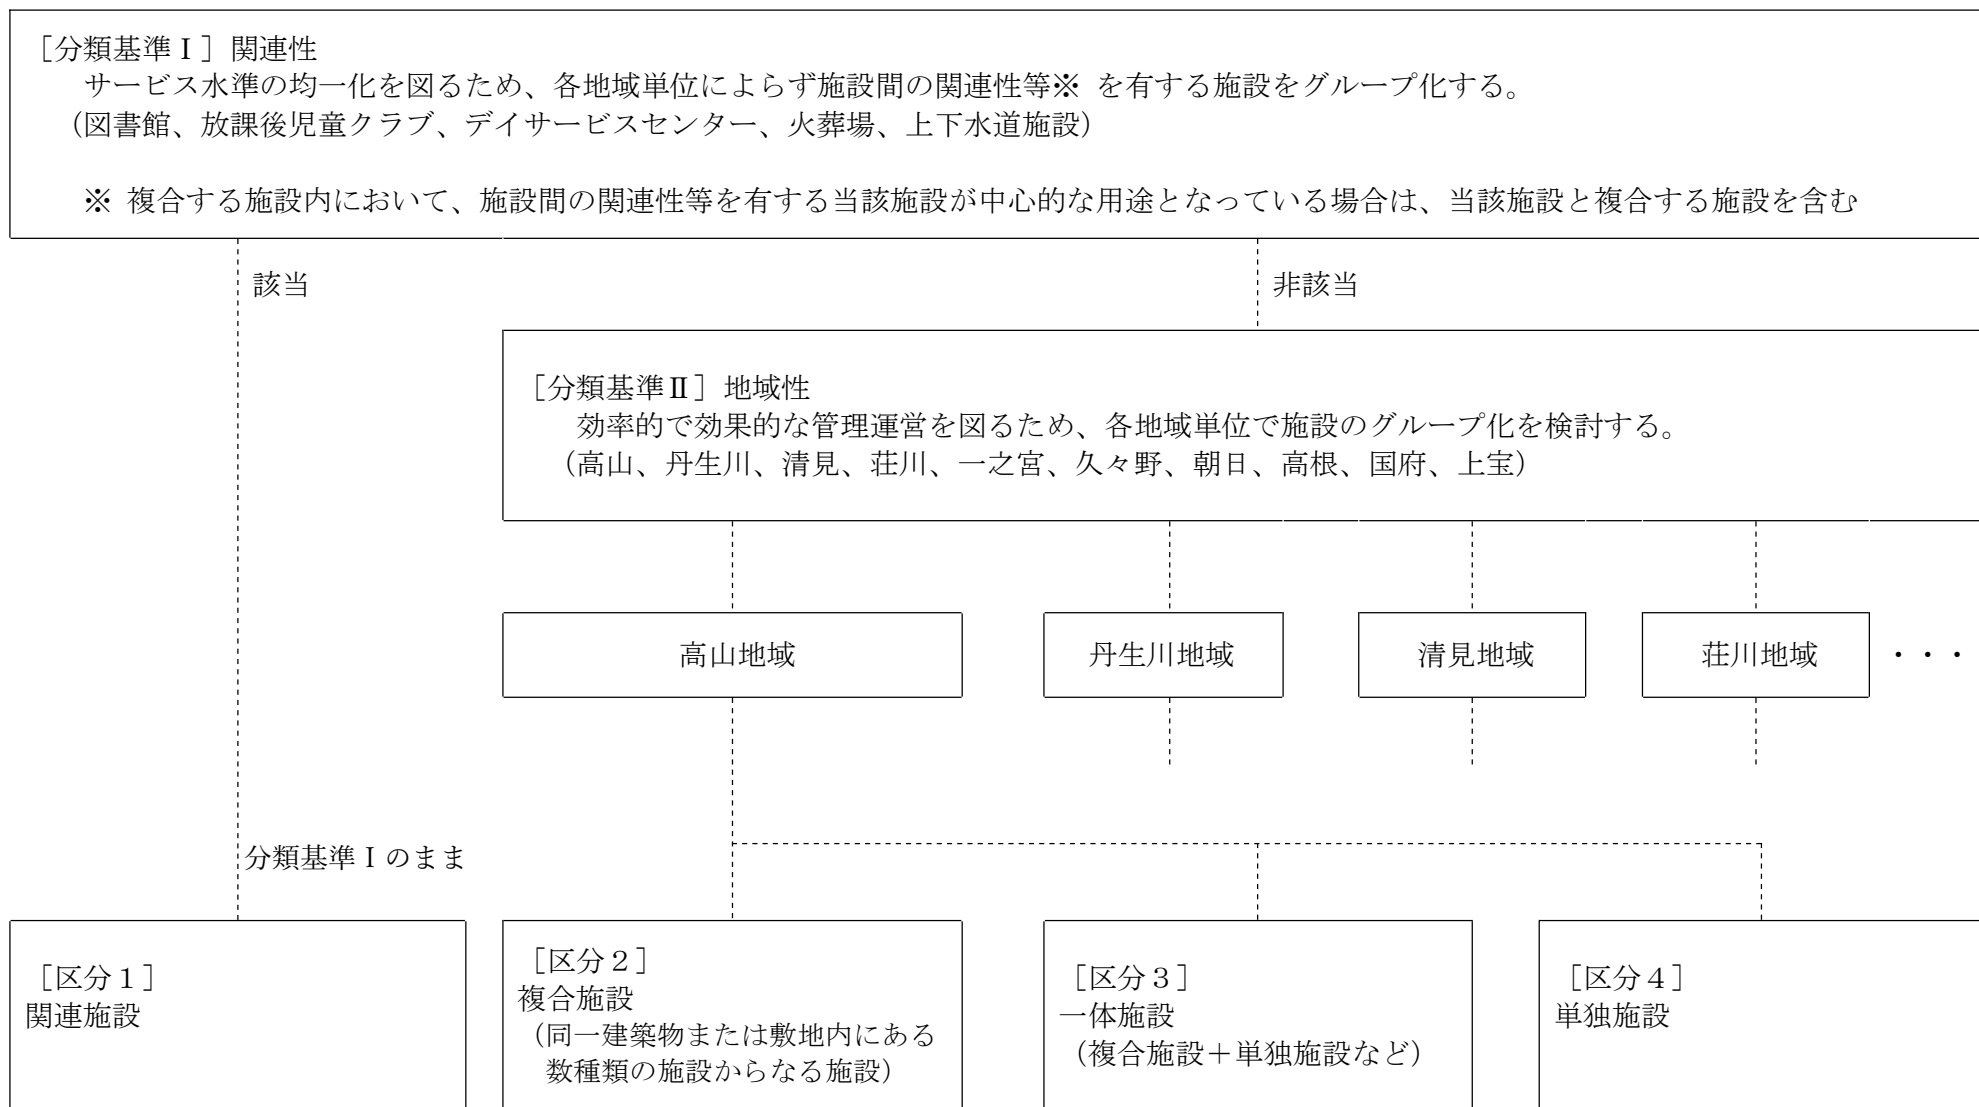 ［分類基準Ⅰ］関連性
サービス水準の均一化を図るため、各地域単位によらず施設間の関連性等※ を有する施設をグループ化する。
（図書館、放課後児童クラブ、デイサービスセンター、火葬場、上下水道施設）
※ 複合する施設内において、施設間の関連性等を有する当該施設が中心的な用途となっている場合は、当該施設と複合する施設を含む
該当
非該当
［分類基準Ⅱ］地域性
効率的で効果的な管理運営を図るため、各地域単位で施設のグループ化を検討する。
（高山、丹生川、清見、荘川、一之宮、久々野、朝日、高根、国府、上宝）
高山地域
丹生川地域
清見地域
荘川地域
・・・
分類基準Ⅰのまま
［区分１］
関連施設
［区分２］
複合施設
（同一建築物または敷地内にある
数種類の施設からなる施設）
［区分３］
一体施設
（複合施設＋単独施設など）
［区分４］
単独施設